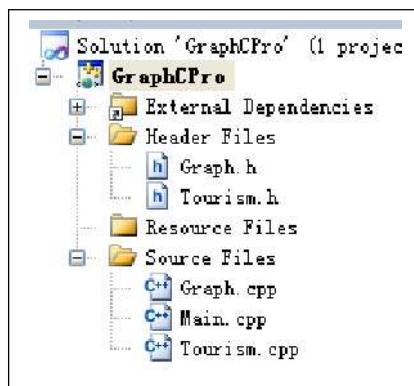 Solution 'GraphCPro' (1 projec
GraphCPro
External Dependencies
Header Files
Graph.h
Tourism.h
Resource Files
Source Files
Graph.cpp
Main.cpp
Tourism.cpp